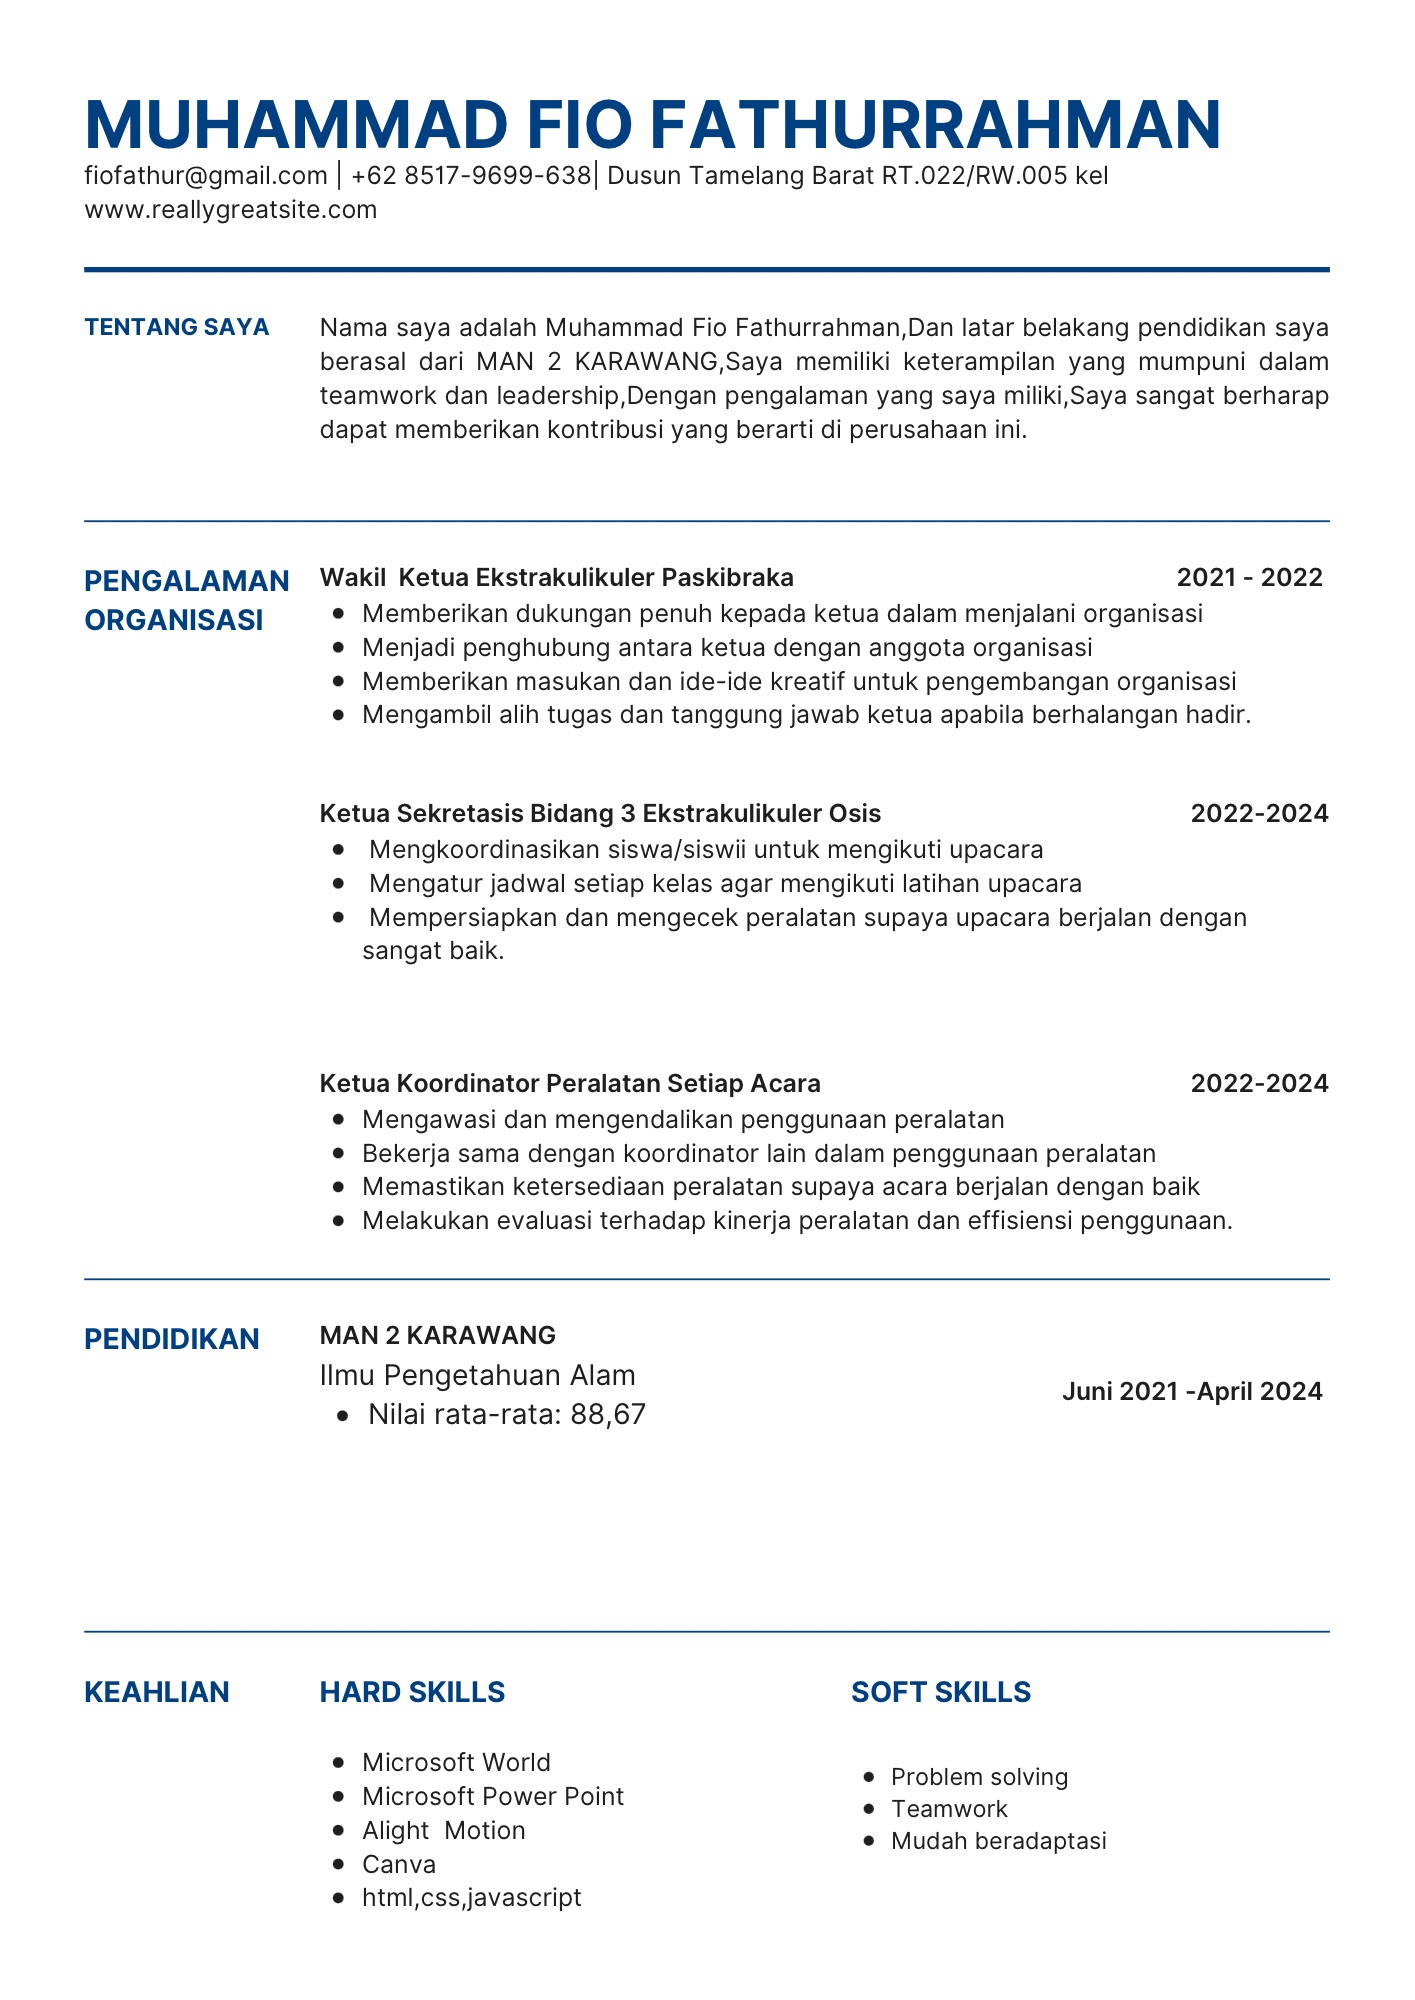 MUHAMMAD FIO FATHURRAHMAN
fiofathur@gmail.com | +62 8517-9699-638| Dusun Tamelang Barat RT.022/RW.005 kel
www.reallygreatsite.com
TENTANG SAYA
Nama saya adalah Muhammad Fio Fathurrahman,Dan latar belakang pendidikan saya
berasal dari MAN 2 KARAWANG,Saya memiliki keterampilan yang mumpuni dalam
teamwork dan leadership,Dengan pengalaman yang saya miliki,Saya sangat berharap
dapat memberikan kontribusi yang berarti di perusahaan ini.
PENGALAMAN
ORGANISASI
Wakil  Ketua Ekstrakulikuler Paskibraka 2021 - 2022
• Memberikan dukungan penuh kepada ketua dalam menjalani organisasi
• Menjadi penghubung antara ketua dengan anggota organisasi
• Memberikan masukan dan ide-ide kreatif untuk pengembangan organisasi
• Mengambil alih tugas dan tanggung jawab ketua apabila berhalangan hadir.
Ketua Sekretasis Bidang 3 Ekstrakulikuler Osis 2022-2024
• Mengkoordinasikan siswa/siswii untuk mengikuti upacara
• Mengatur jadwal setiap kelas agar mengikuti latihan upacara
• Mempersiapkan dan mengecek peralatan supaya upacara berjalan dengan
sangat baik.
Ketua Koordinator Peralatan Setiap Acara 2022-2024
• Mengawasi dan mengendalikan penggunaan peralatan
• Bekerja sama dengan koordinator lain dalam penggunaan peralatan
• Memastikan ketersediaan peralatan supaya acara berjalan dengan baik
• Melakukan evaluasi terhadap kinerja peralatan dan effisiensi penggunaan.
PENDIDIKAN
MAN 2 KARAWANG
Ilmu Pengetahuan Alam
Juni 2021 -April 2024
• Nilai rata-rata: 88,67
KEAHLIAN
HARD SKILLS
• Microsoft World
• Microsoft Power Point
• Alight  Motion
• Canva
• html,css,javascript
SOFT SKILLS
• Problem solving
• Teamwork
• Mudah beradaptasi